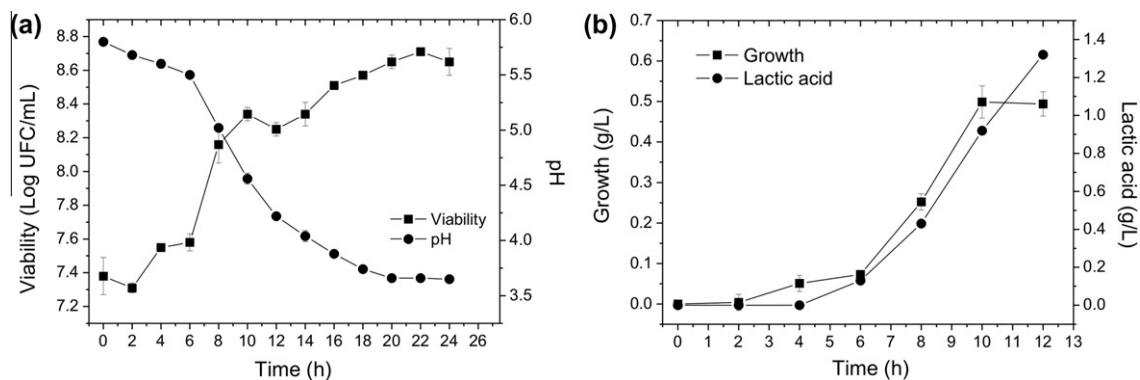 (a)
8.8
8.6
8.4
8.2
8.0
7.8
7.6
7.4
7.2
Viability (Log UFC/mL)
6.0
5.5
5.0
4.5
4.0
3.5
pH
Viability
pH
0 2 4 6 8 10 12 14 16 18 20 22 24 26
Time (h)
(b)
0.7
0.6
0.5
0.4
0.3
0.2
0.1
0.0
Growth (g/L)
1.4
1.2
1.0
0.8
0.6
0.4
0.2
0.0
Lactic acid (g/L)
Growth
Lactic acid
0 1 2 3 4 5 6 7 8 9 10 11 12 13
Time (h)